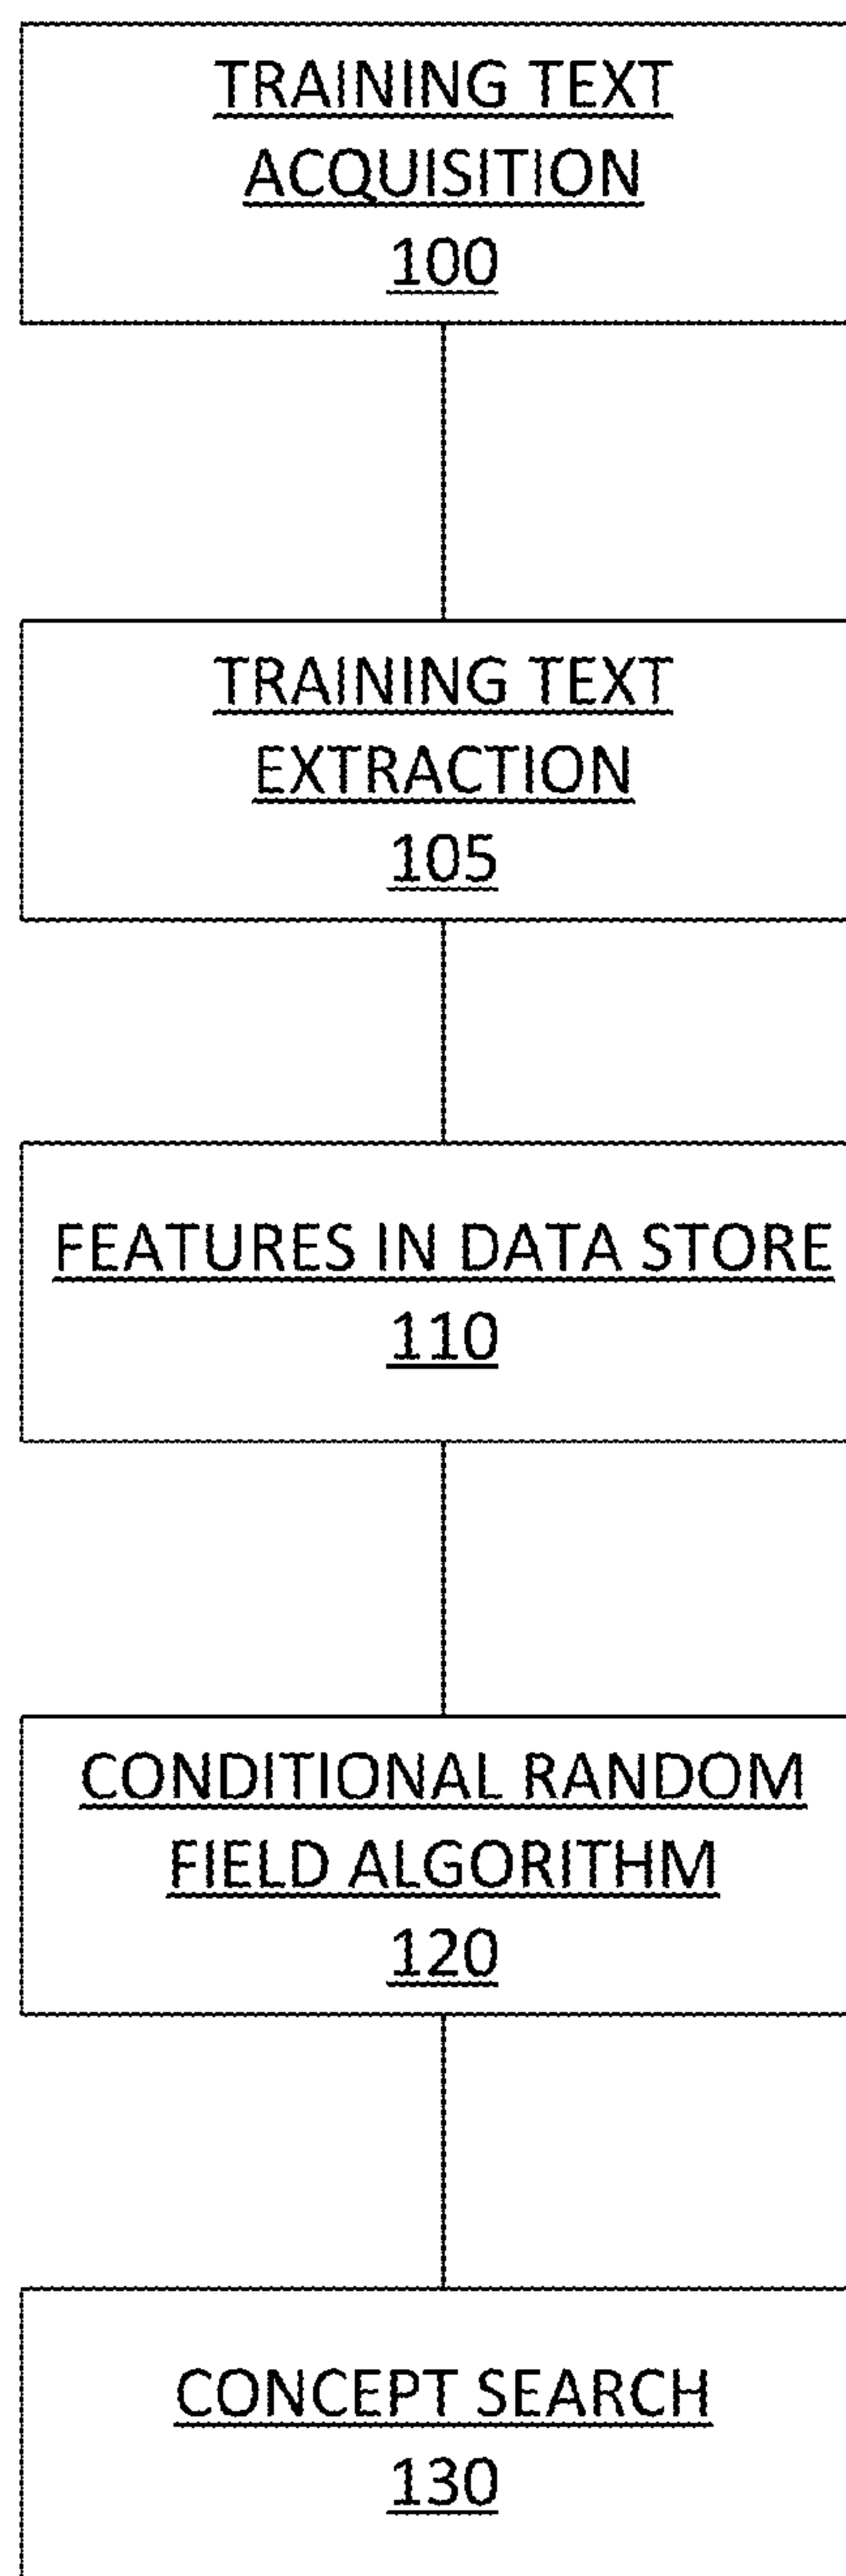 TRAINING TEXT
ACQUISITION
100
TRAINING TEXT
EXTRACTION
105
FEATURES IN DATA STORE
110
CONDITIONAL RANDOM
FIELD ALGORITHM
120
CONCEPT SEARCH
130